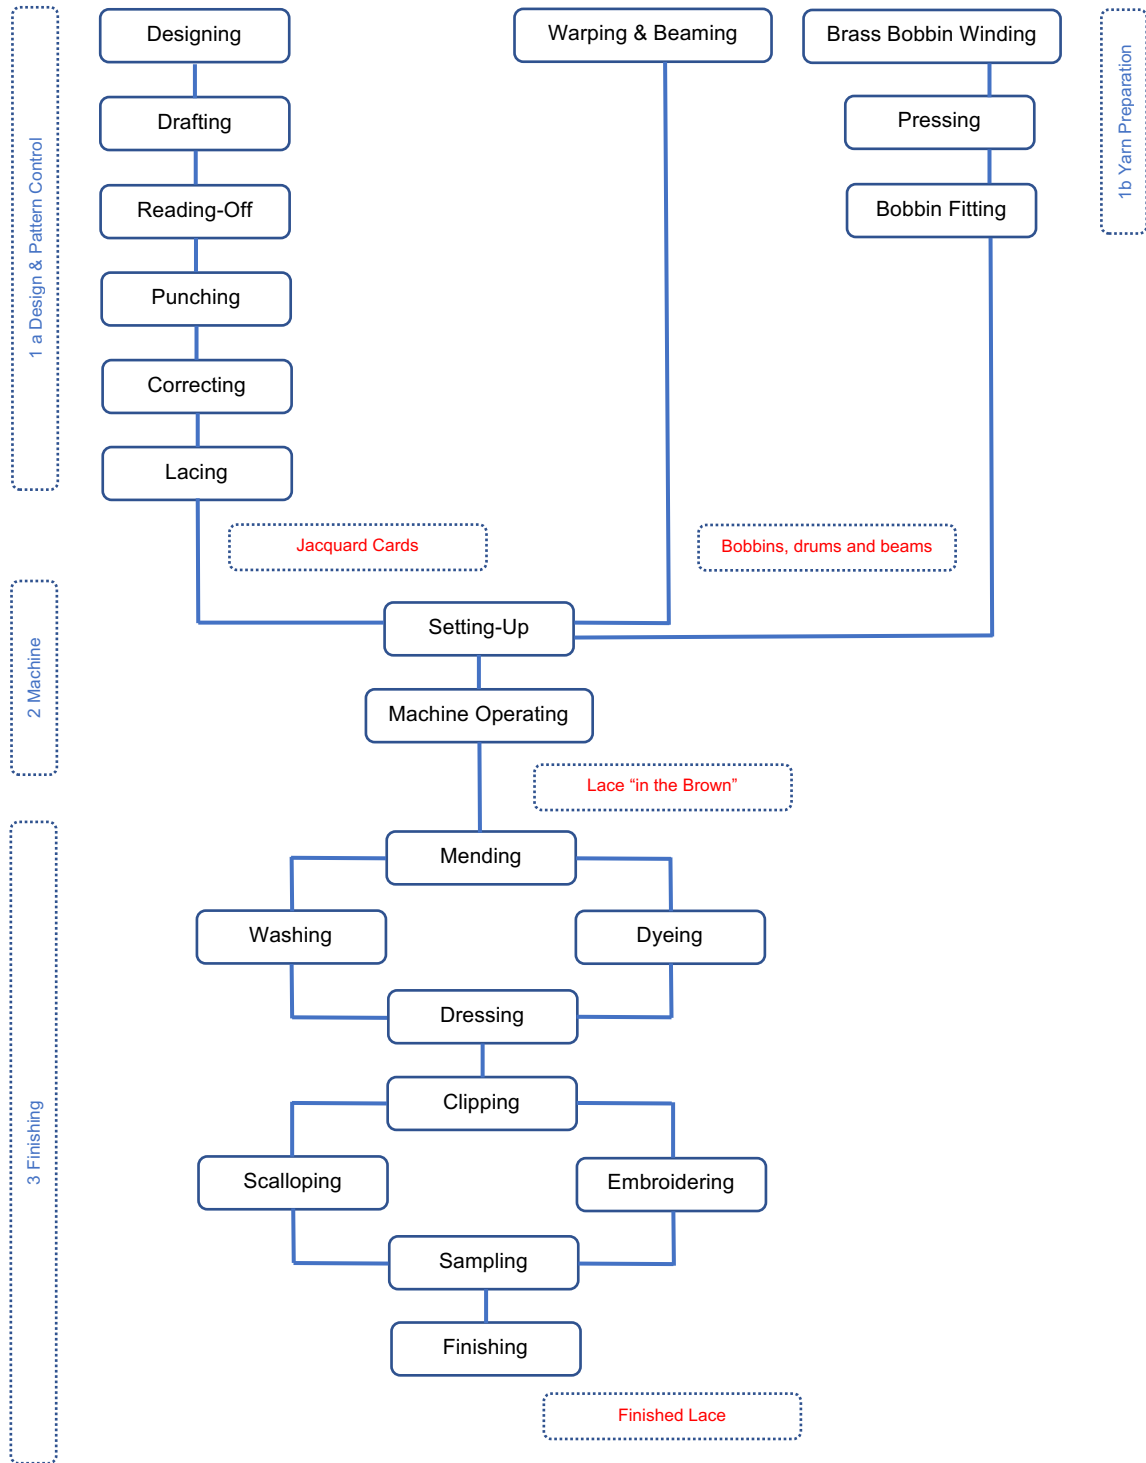 Designing
Warping & Beaming
Brass Bobbin Winding
1 a Design & Pattern Control
1b Yarn Preparation
Drafting
Pressing
Reading-Off
Bobbin Fitting
Punching
Correcting
Lacing
Jacquard Cards
Bobbins, drums and beams
2 Machine
Setting-Up
Machine Operating
Lace “in the Brown”
3 Finishing
Mending
Washing
Dyeing
Dressing
Clipping
Scalloping
Embroidering
Sampling
Finishing
Finished Lace